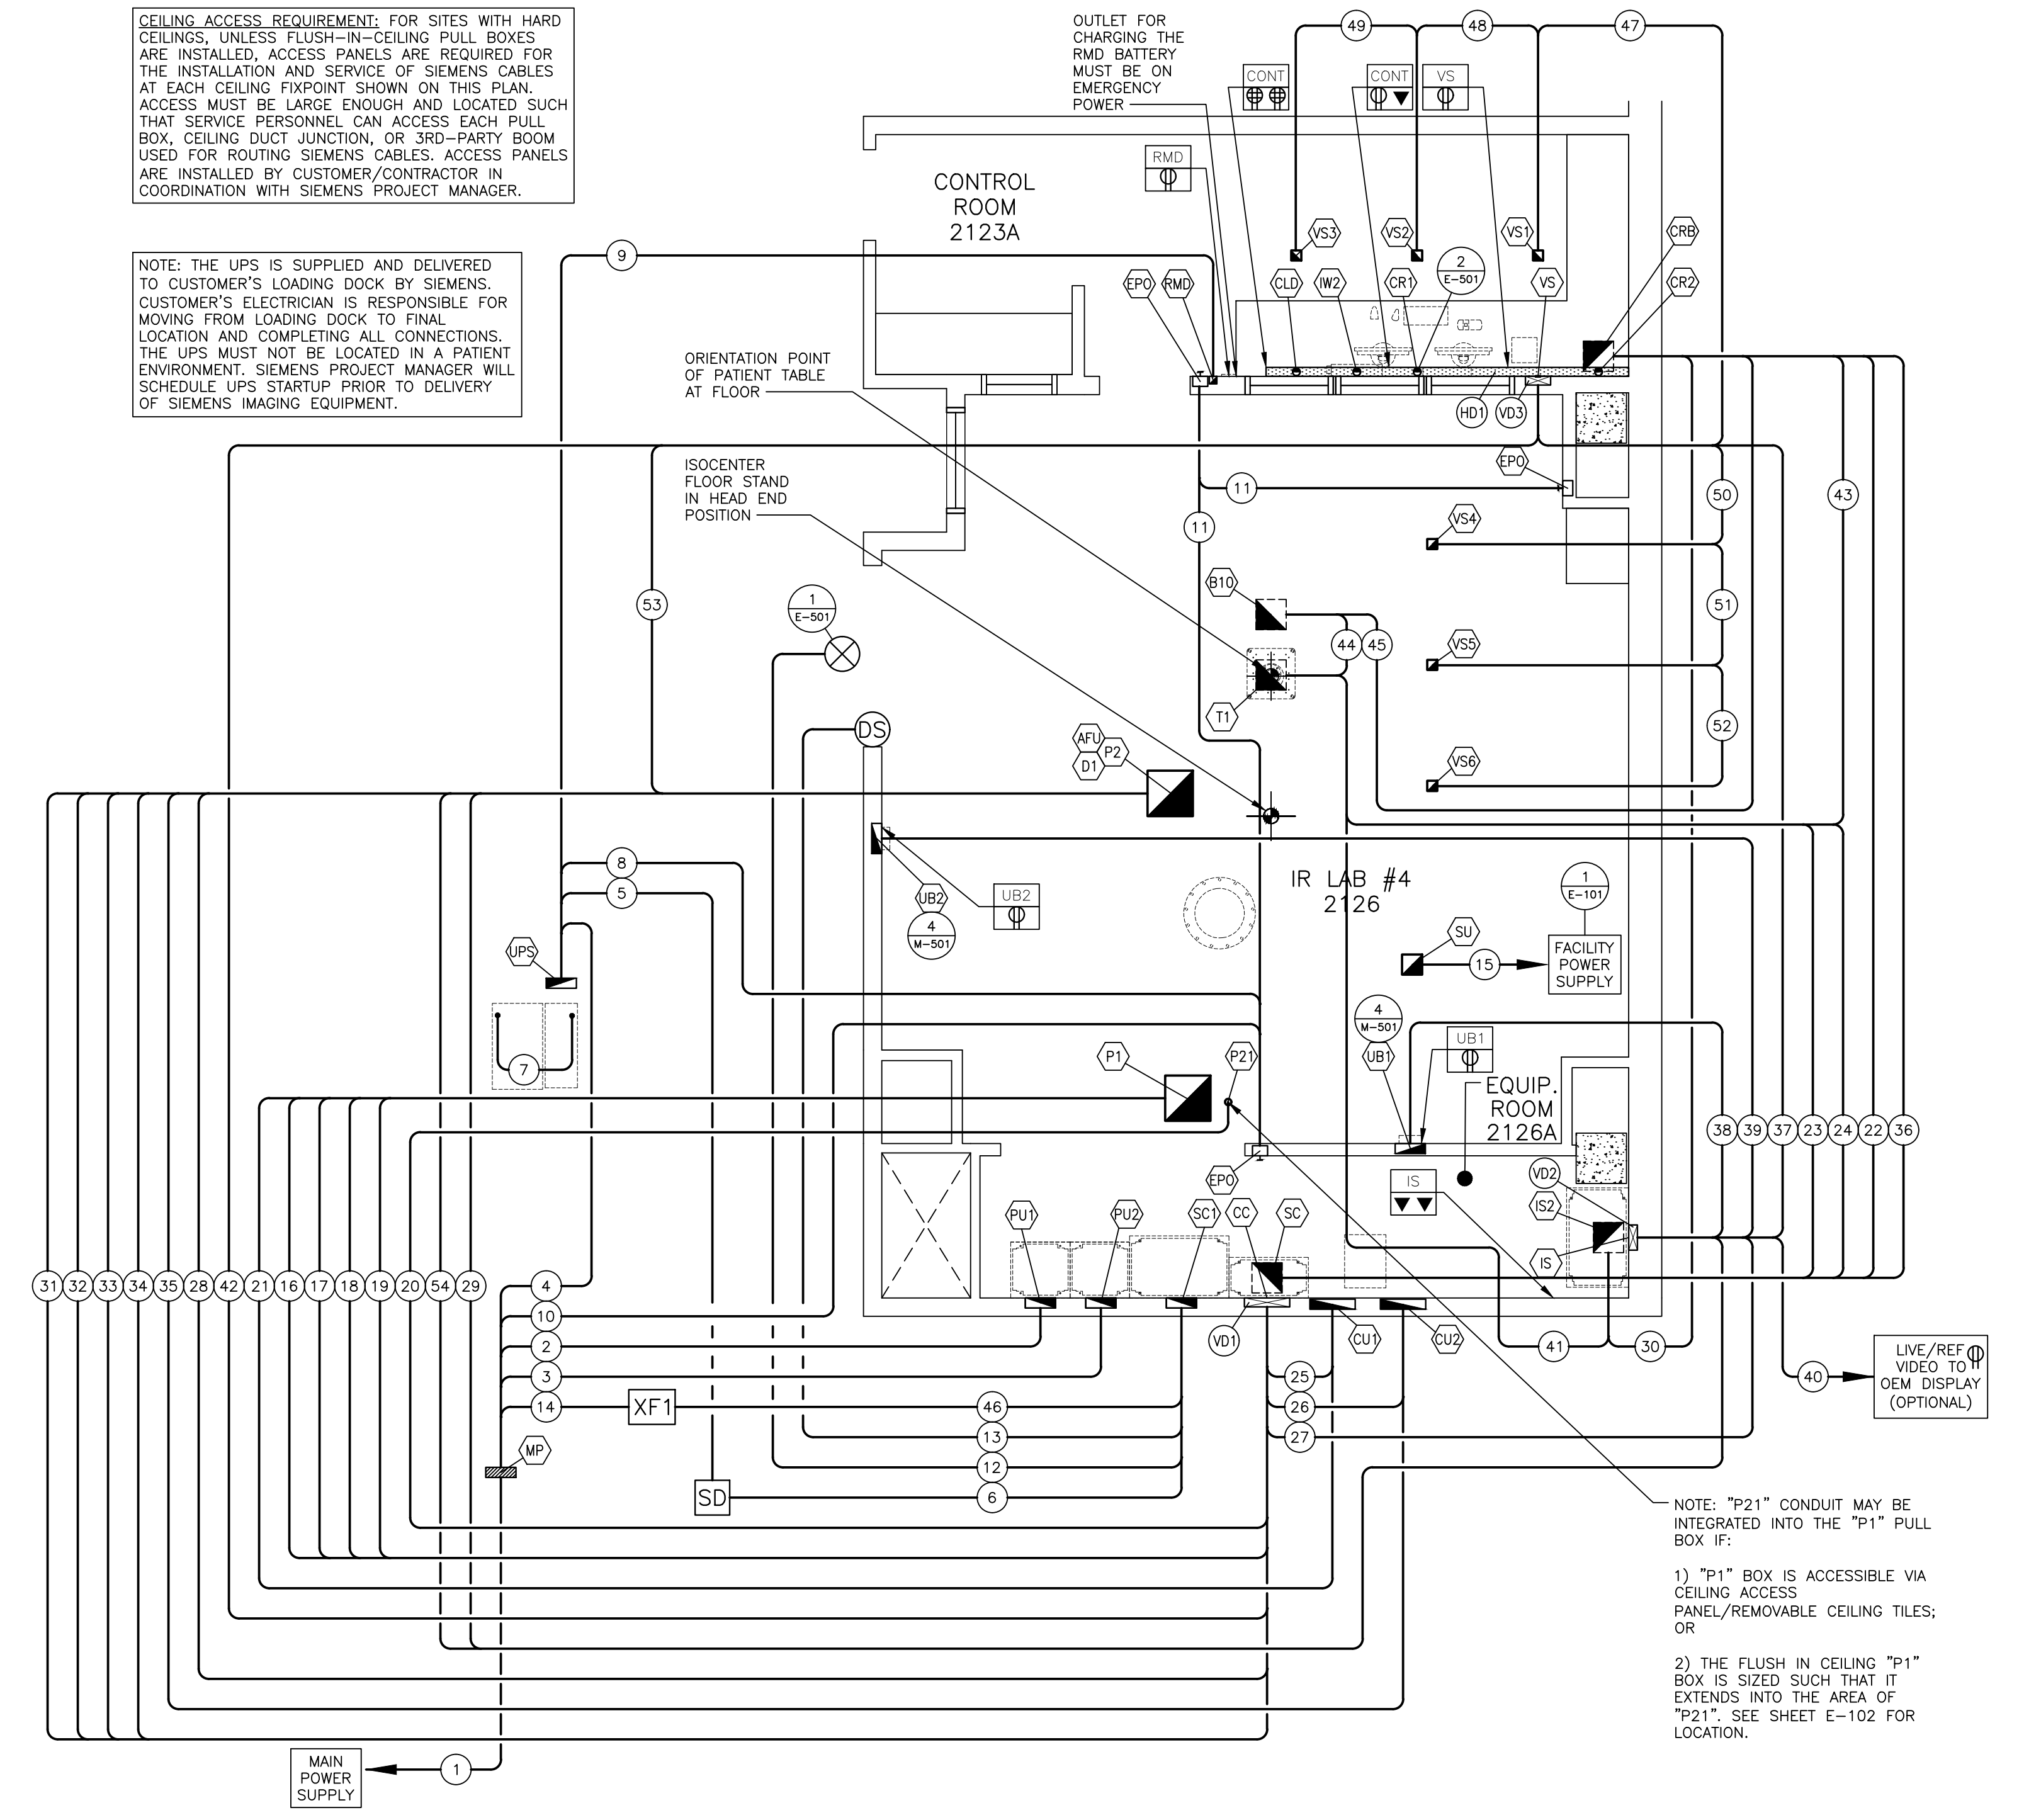 CEILING ACCESS REQUIREMENT: FOR SITES WITH HARD
CEILINGS, UNLESS FLUSH-IN-CEILING PULL BOXES
ARE INSTALLED, ACCESS PANELS ARE REQUIRED FOR
THE INSTALLATION AND SERVICE OF SIEMENS CABLES
AT EACH CEILING FIXPOINT SHOWN ON THIS PLAN.
ACCESS MUST BE LARGE ENOUGH AND LOCATED SUCH
THAT SERVICE PERSONNEL CAN ACCESS EACH PULL
BOX, CEILING DUCT JUNCTION, OR 3RD-PARTY BOOM
USED FOR ROUTING SIEMENS CABLES. ACCESS PANELS
ARE INSTALLED BY CUSTOMER/CONTRACTOR IN
COORDINATION WITH SIEMENS PROJECT MANAGER.
NOTE: THE UPS IS SUPPLIED AND DELIVERED
TO CUSTOMER'S LOADING DOCK BY SIEMENS.
CUSTOMER'S ELECTRICIAN IS RESPONSIBLE FOR
MOVING FROM LOADING DOCK TO FINAL
LOCATION AND COMPLETING ALL CONNECTIONS.
THE UPS MUST NOT BE LOCATED IN A PATIENT
ENVIRONMENT. SIEMENS PROJECT MANAGER WILL
SCHEDULE UPS STARTUP PRIOR TO DELIVERY
OF SIEMENS IMAGING EQUIPMENT.
OUTLET FOR
CHARGING THE
RMD BATTERY
MUST BE ON
EMERGENCY
POWER
49
48
47
CONT
CONT
VS
RMD
CONTROL
ROOM
2123A
VS3
VS2
VS1
CRB
9
EPO
RMD
CLD
IW2
CR1
2
E-501
VS
CR2
ORIENTATION POINT
OF PATIENT TABLE
AT FLOOR
HD1
VD3
ISOCENTER
FLOOR STAND
IN HEAD END
POSITION
EPO
11
50
43
11
VS4
B10
53
1
E-501
51
44
45
VS5
T1
52
DS
AFU
P2
D1
VS6
8
5
IR LAB #4
2126
1
E-101
UB2
UB2
4
M-501
SU
15
FACILITY
POWER
SUPPLY
UPS
4
M-501
UB1
UB1
7
P1
P21
EQUIP.
ROOM
2126A
38
39
37
23
24
22
36
EPO
IS
VD2
IS2
PU1
PU2
SC1
CC
SC
IS
31
32
33
34
35
28
42
21
16
17
18
19
20
54
29
4
10
2
3
14
VD1
CU1
CU2
41
30
LIVE/REF
VIDEO TO
OEM DISPLAY
(OPTIONAL)
40
25
26
27
XF1
46
13
12
6
MP
SD
NOTE: "P21" CONDUIT MAY BE
INTEGRATED INTO THE "P1" PULL
BOX IF:
1) "P1" BOX IS ACCESSIBLE VIA
CEILING ACCESS
PANEL/REMOVABLE CEILING TILES;
OR
2) THE FLUSH IN CEILING "P1"
BOX IS SIZED SUCH THAT IT
EXTENDS INTO THE AREA OF
"P21". SEE SHEET E-102 FOR
LOCATION.
MAIN
POWER
SUPPLY
1